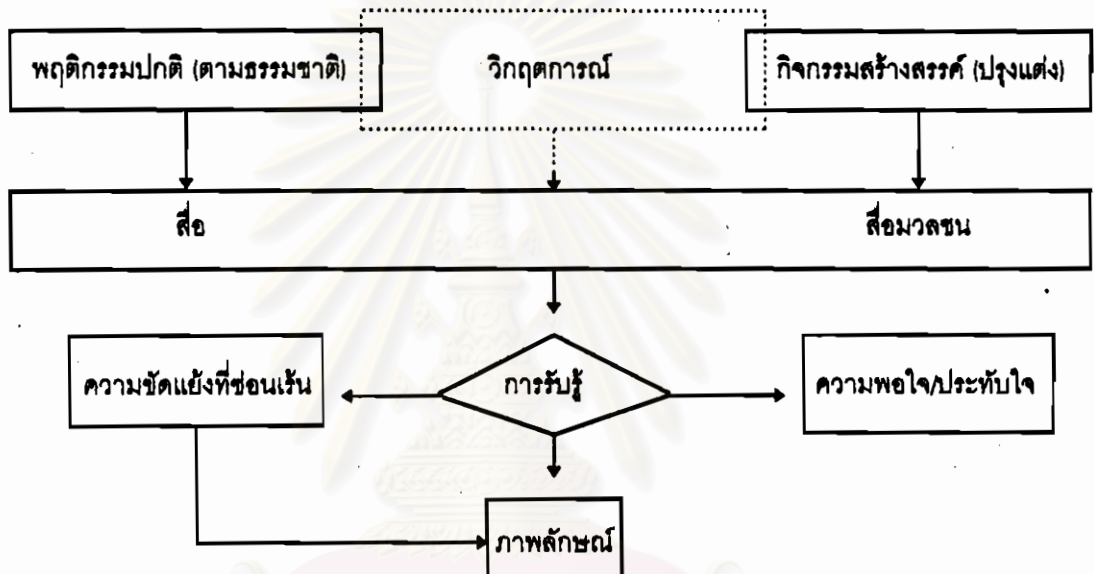 พฤติกรรมปกติ (ตามธรรมชาติ)
วิกฤตการณ์
กิจกรรมสร้างสรรค์ (ปรุงแต่ง)
สื่อ
สื่อมวลชน
ความขัดแย้งที่ซ่อนเร้น
การรับรู้
ความพอใจ/ประทับใจ
ภาพลักษณ์